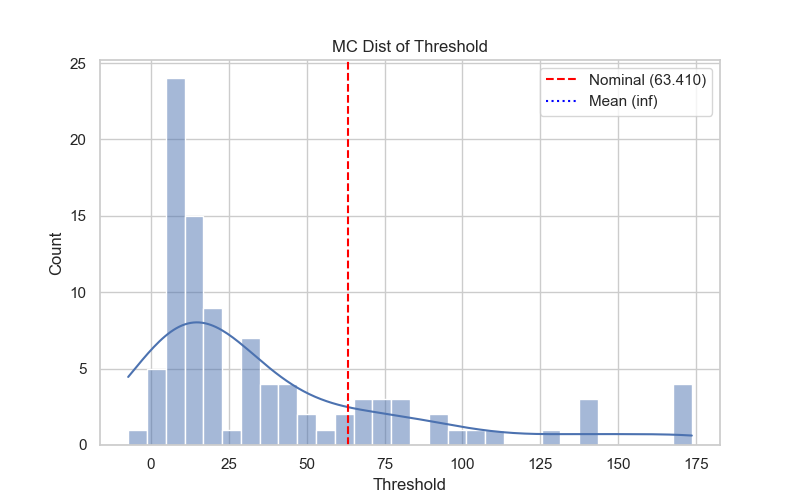 MC Dist of Threshold
Nominal (63.410)
Mean (inf)
Count
25
20
15
10
5
0
0 25 50 75 100 125 150 175
Threshold